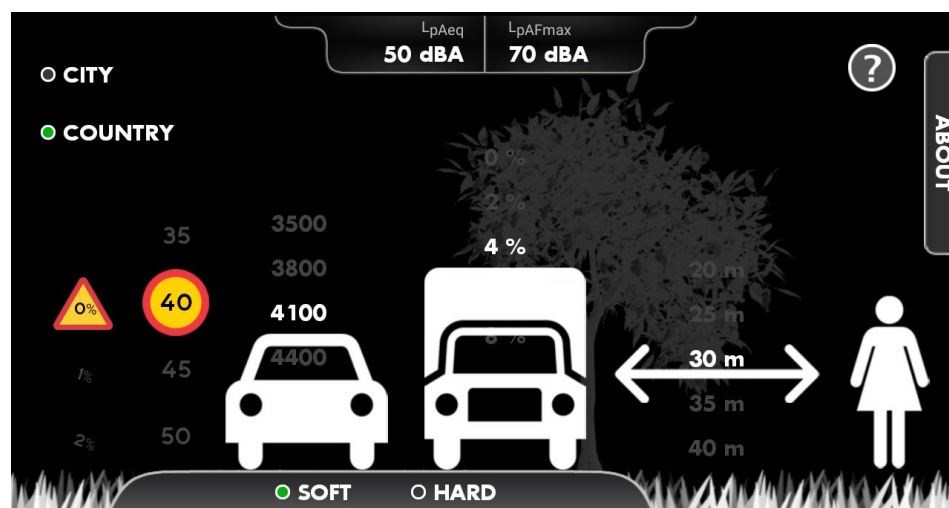 LpAeq
50 dBA
LpAFmax
70 dBA
?
ABOUT
CITY
COUNTRY
0%
1%
2%
35
40
45
50
3500
3800
4100
4400
0 %
2 %
4 %
20 m
25 m
30 m
35 m
40 m
SOFT
HARD